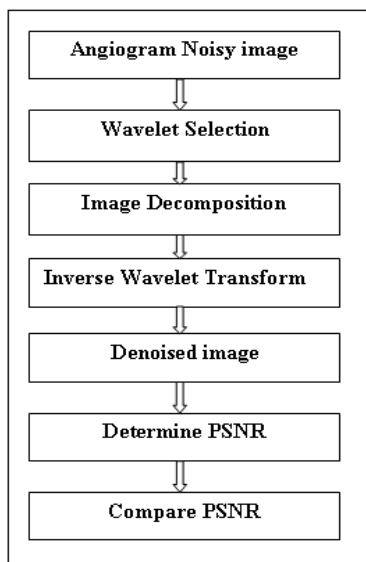 Angiogram Noisy image
Wavelet Selection
Image Decomposition
Inverse Wavelet Transform
Denoised image
Determine PSNR
Compare PSNR